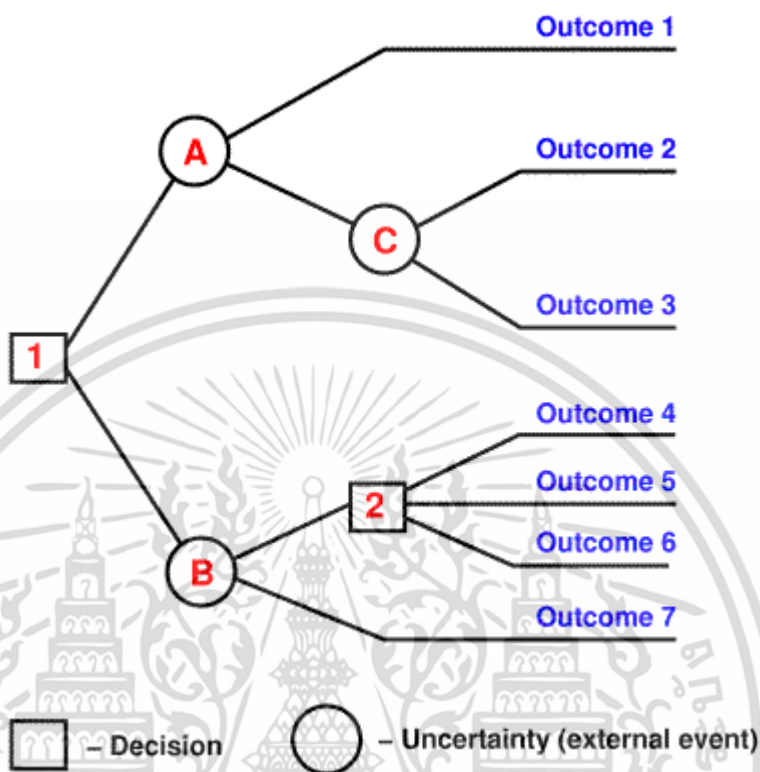 Outcome 1
A
Outcome 2
C
Outcome 3
1
Outcome 4
2
Outcome 5
Outcome 6
B
Outcome 7
– Decision
– Uncertainty (external event)